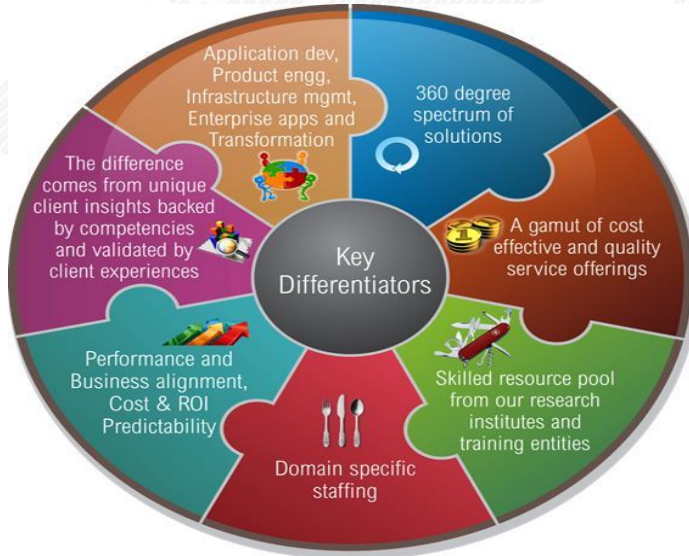 Application dev,
Product engg,
Infrastructure mgmt,
Enterprise apps and
Transformation
360 degree
spectrum of
solutions
The difference
comes from unique
client insights backed
by competencies
and validated by
client experiences
Key
Differentiators
1
A gamut of cost
effective and quality
service offerings
Performance and
Business alignment,
Cost & ROI
Predictability
Domain specific
staffing
Skilled resource pool
from our research
institutes and
training entities